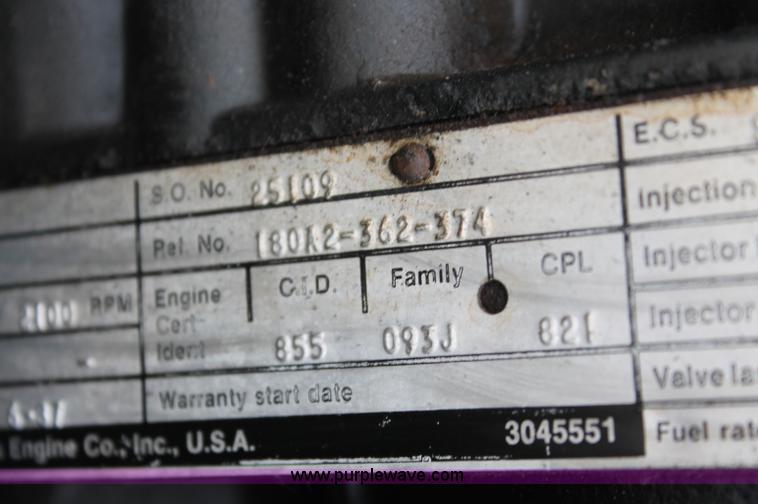 S.O. No. 25109
E.C.S.
Rel. No. 180A2-362-374
Injection
C.I.D. Family CPL
Injector
2100 RPM
Engine Cert Ident 855 093J 821
Injector
Warranty start date
Valve la
Engine Co., Inc., U.S.A. 3045551
Fuel rat
www.purplewave.com